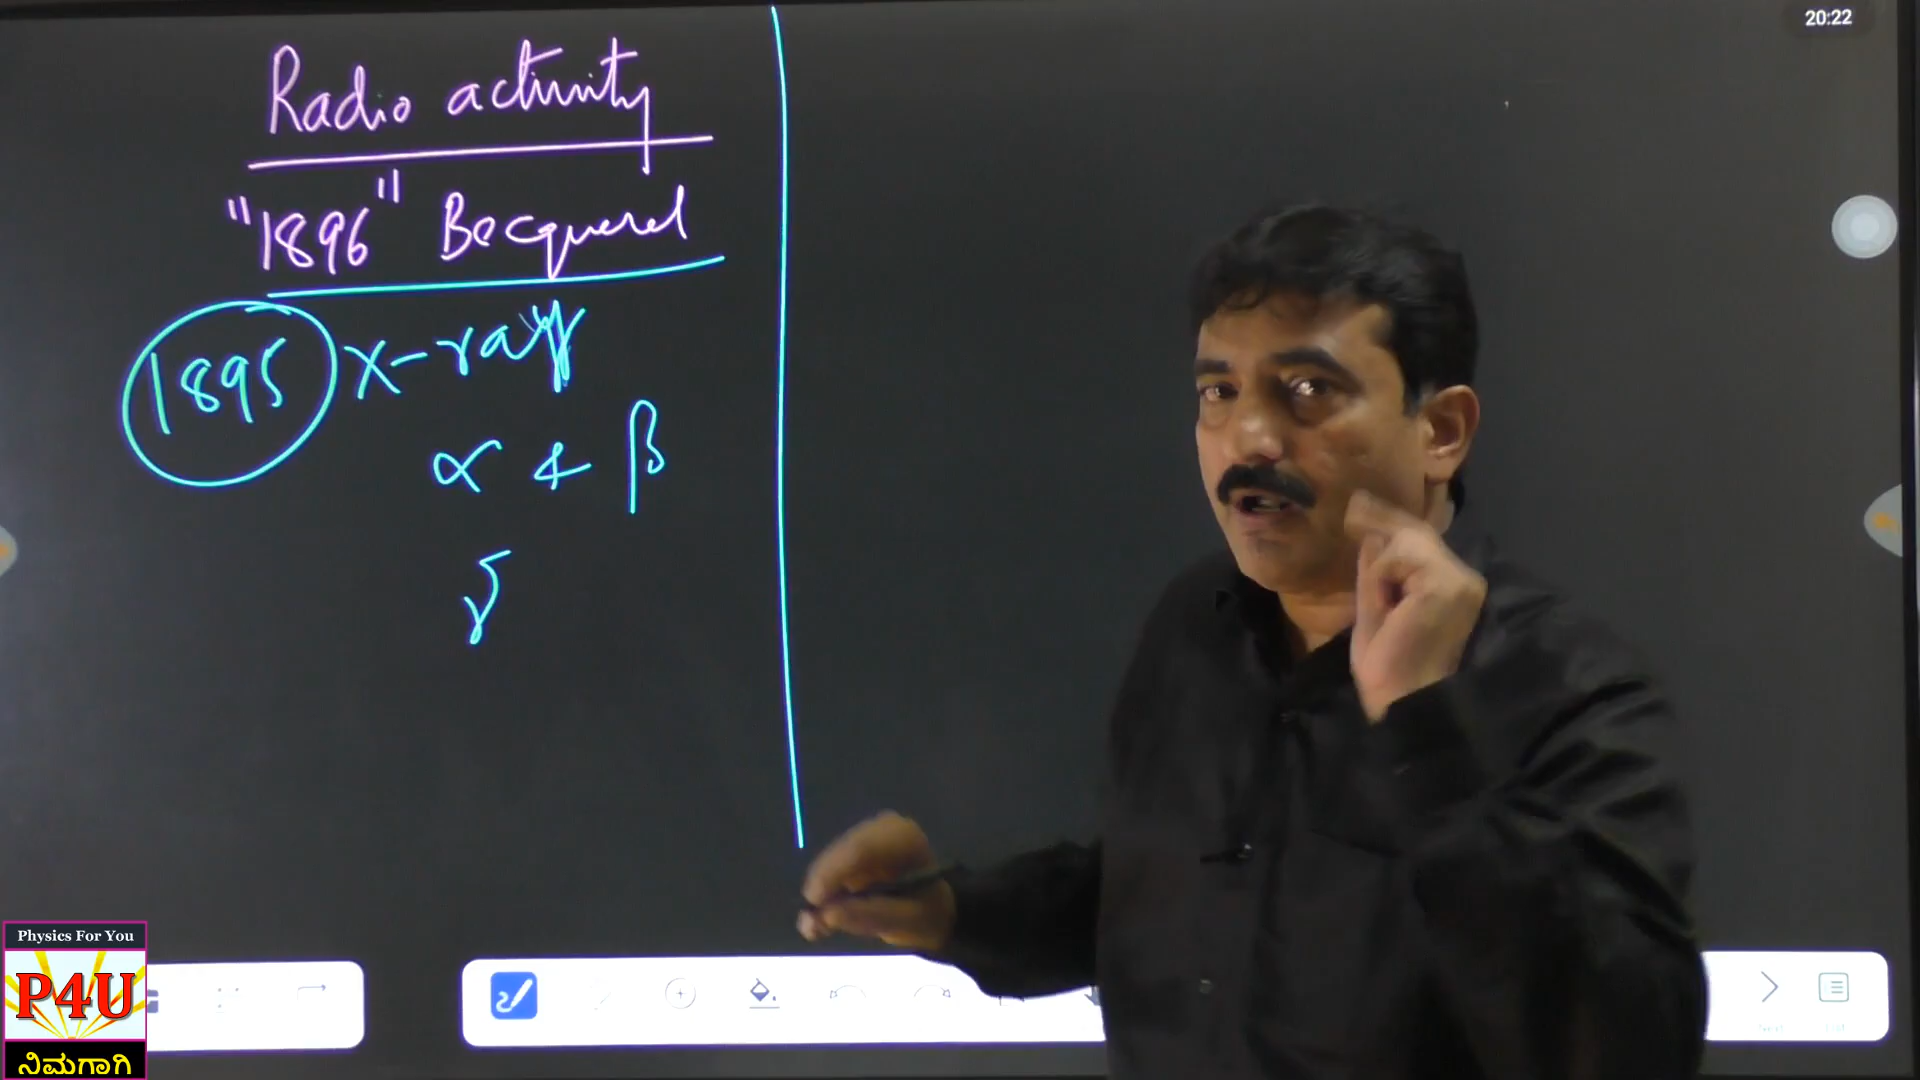 20:22
Radio activity
"1896" Becquerel
1895 x-rays
α & β
γ
Physics For You
P4U
ನಿಮಗಾಗಿ